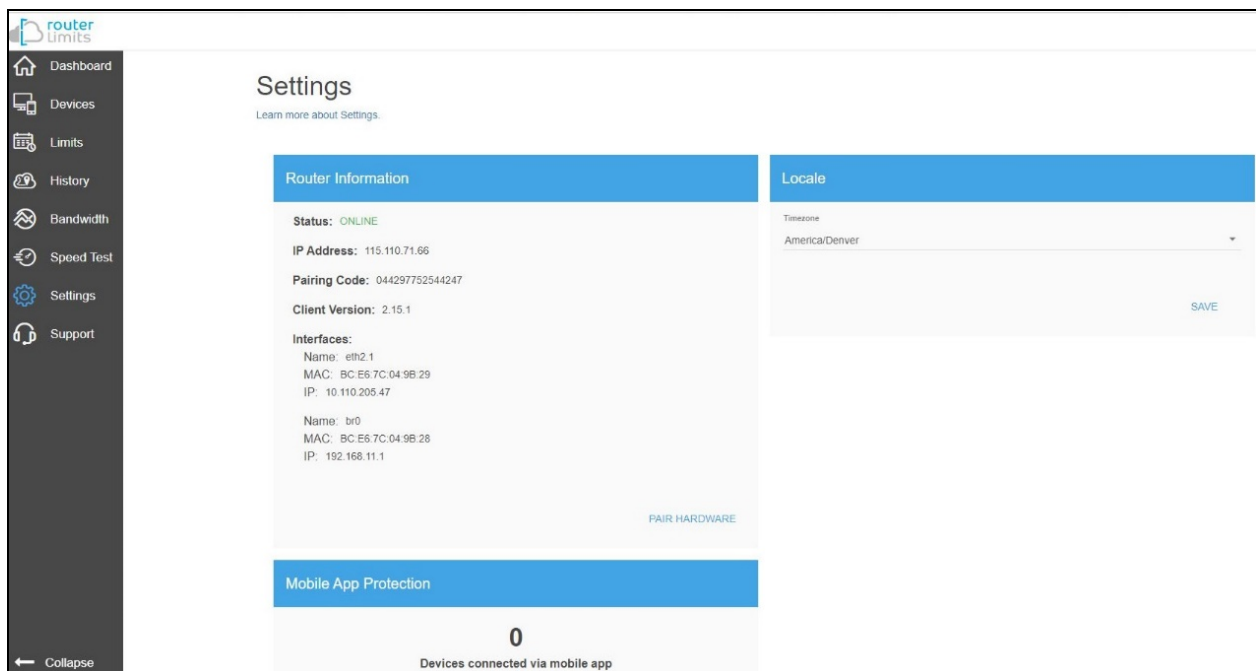 router
Limits
Dashboard
Devices
Limits
History
Bandwidth
Speed Test
Settings
Support
Collapse
Settings
Learn more about Settings.
Router Information
Status: ONLINE
IP Address: 115.110.71.66
Pairing Code: 044297752544247
Client Version: 2.15.1
Interfaces:
Name: eth2.1
MAC: BC:E6:7C:04:9B:29
IP: 10.110.205.47
Name: br0
MAC: BC:E6:7C:04:9B:28
IP: 192.168.11.1
PAIR HARDWARE
Locale
Timezone
America/Denver
SAVE
Mobile App Protection
0
Devices connected via mobile app